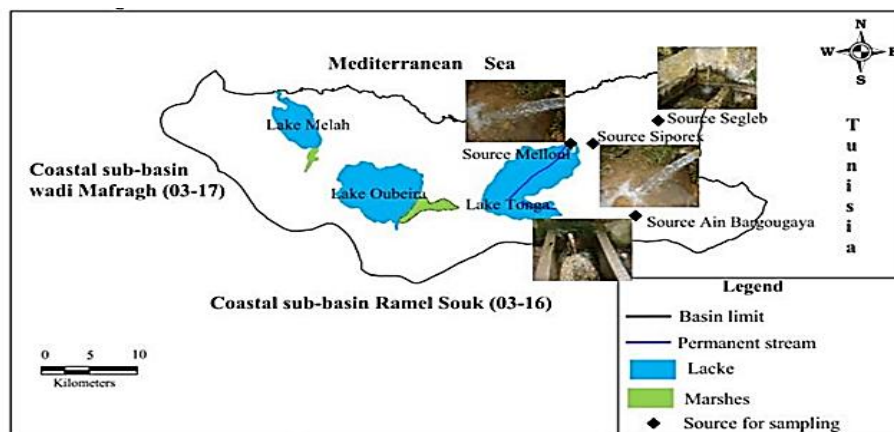 N
W E
S
Mediterranean Sea
Lake Melah
Source Segleb
Source Siporex
Source Melloul
Coastal sub-basin
wadi Mafragh (03-17)
Lake Oubeira
Lake Tonga
Source Ain Bargougaya
Tunisia
Coastal sub-basin Ramel Souk (03-16)
0 5 10
Kilometers
Legend
Basin limit
Permanent stream
Lacke
Marshes
Source for sampling